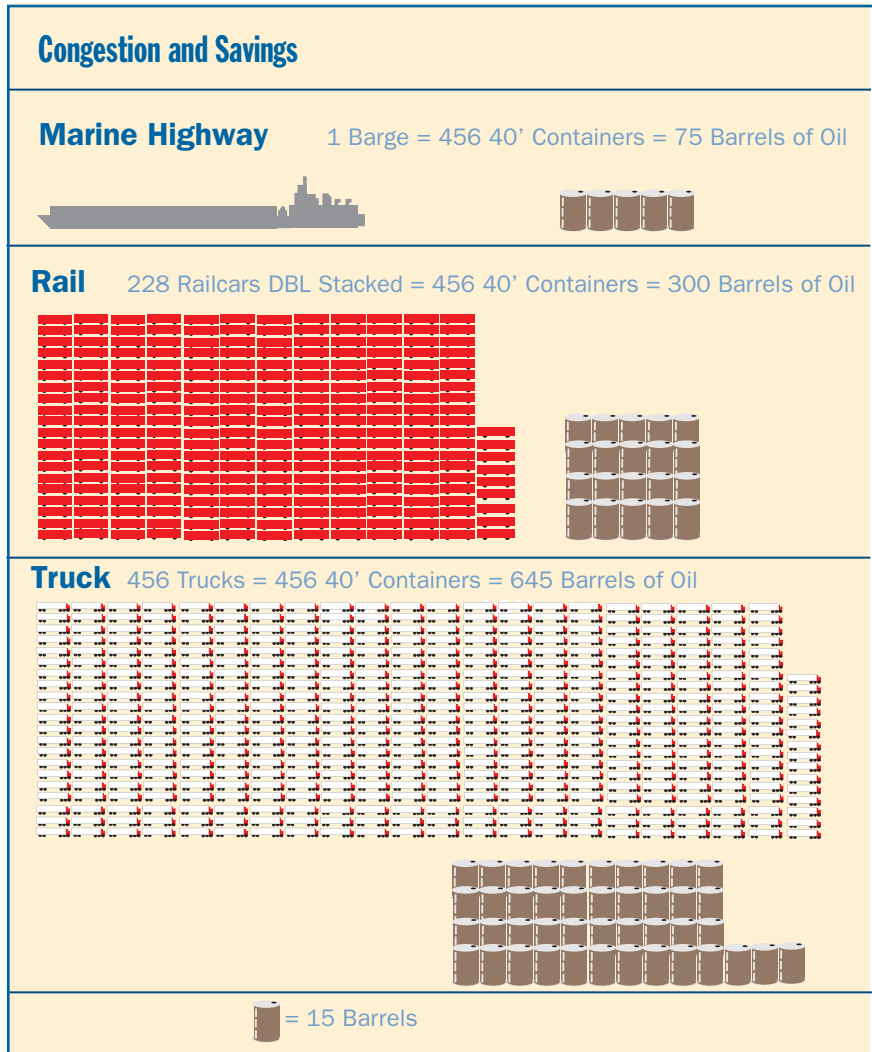 Congestion and Savings
Marine Highway 1 Barge = 456 40' Containers = 75 Barrels of Oil
Rail 228 Railcars DBL Stacked = 456 40' Containers = 300 Barrels of Oil
Truck 456 Trucks = 456 40' Containers = 645 Barrels of Oil
= 15 Barrels